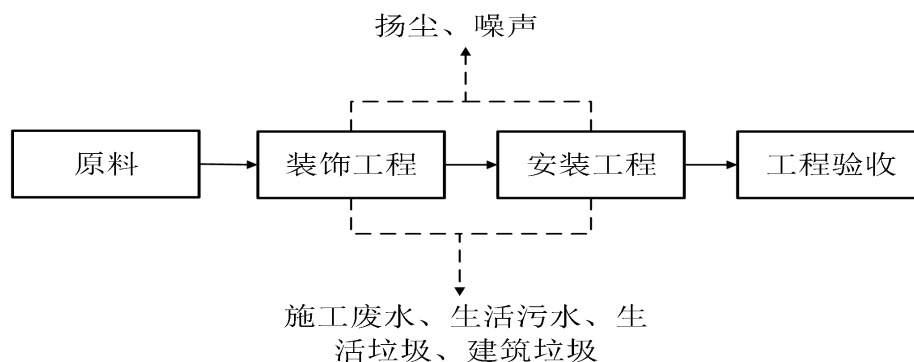 扬尘、噪声
原料
装饰工程
安装工程
工程验收
施工废水、生活污水、生
活垃圾、建筑垃圾